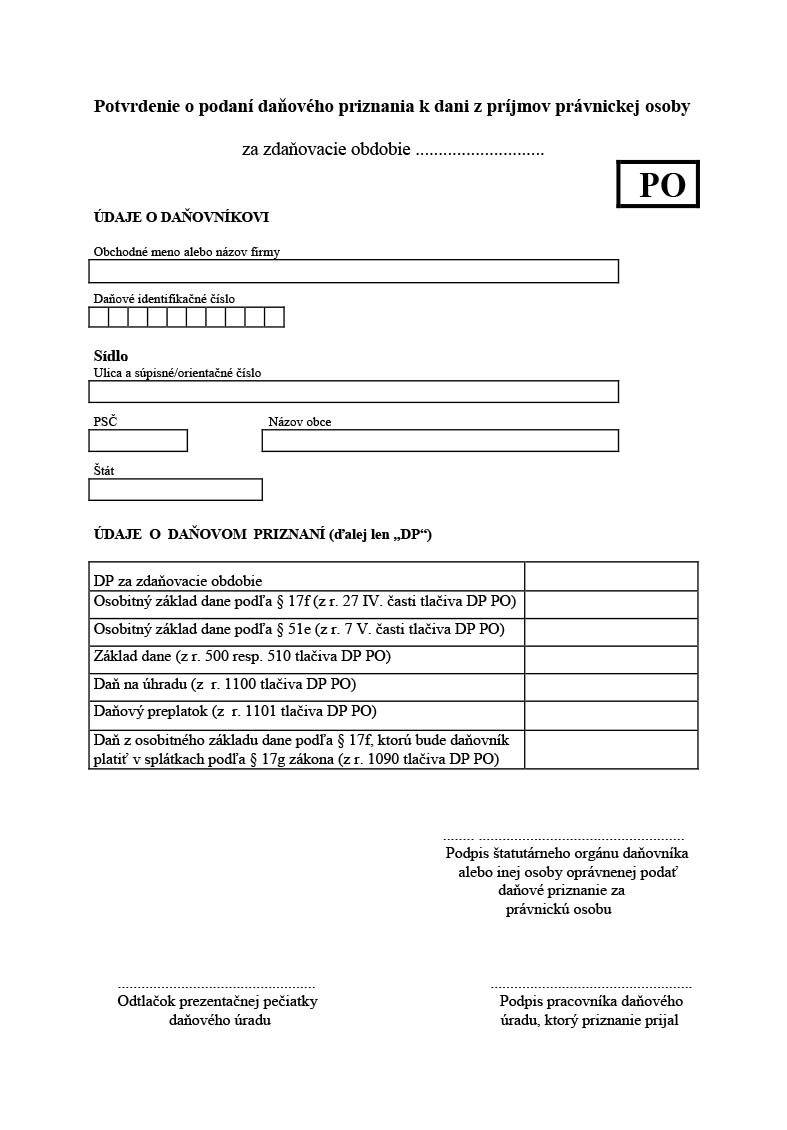 Potvrdenie o podaní daňového priznania k dani z príjmov právnickej osoby
za zdaňovacie obdobie ............................
PO
ÚDAJE O DAŇOVNÍKOVI
Obchodné meno alebo názov firmy
Daňové identifikačné číslo
Sídlo
Ulica a súpisné/orientačné číslo
PSČ Názov obce
Štát
ÚDAJE O DAŇOVOM PRIZNANÍ (ďalej len „DP“)
DP za zdaňovacie obdobie
Osobitný základ dane podľa § 17f (z r. 27 IV. časti tlačiva DP PO)
Osobitný základ dane podľa § 51e (z r. 7 V. časti tlačiva DP PO)
Základ dane (z r. 500 resp. 510 tlačiva DP PO)
Daň na úhradu (z r. 1100 tlačiva DP PO)
Daňový preplatok (z r. 1101 tlačiva DP PO)
Daň z osobitného základu dane podľa § 17f, ktorú bude daňovník
platiť v splátkach podľa § 17g zákona (z r. 1090 tlačiva DP PO)
........ ....................................................
Podpis štatutárneho orgánu daňovníka
alebo inej osoby oprávnenej podať
daňové priznanie za
právnickú osobu
.................................................. ...................................................
Odtlačok prezentačnej pečiatky Podpis pracovníka daňového
daňového úradu úradu, ktorý priznanie prijal